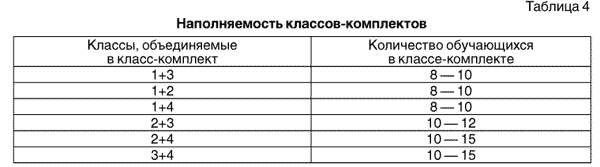 Таблица 4
Наполняемость классов-комплектов
Классы, объединяемые в класс-комплект
Количество обучающихся в классе-комплекте
1+3 8 — 10
1+2 8 — 10
1+4 8 — 10
2+3 10 — 12
2+4 10 — 15
3+4 10 — 15